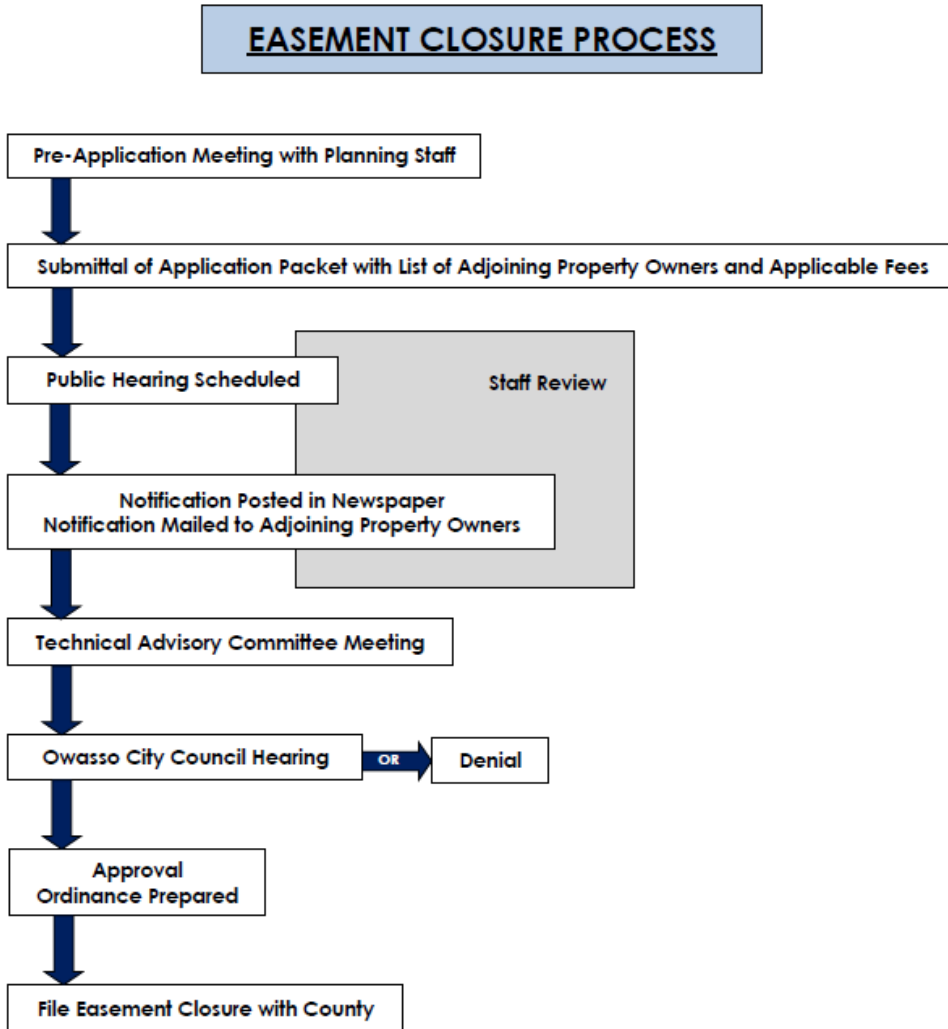 EASEMENT CLOSURE PROCESS
Pre-Application Meeting with Planning Staff
Submittal of Application Packet with List of Adjoining Property Owners and Applicable Fees
Public Hearing Scheduled
Staff Review
Notification Posted in Newspaper
Notification Mailed to Adjoining Property Owners
Technical Advisory Committee Meeting
Owasso City Council Hearing
OR
Denial
Approval
Ordinance Prepared
File Easement Closure with County